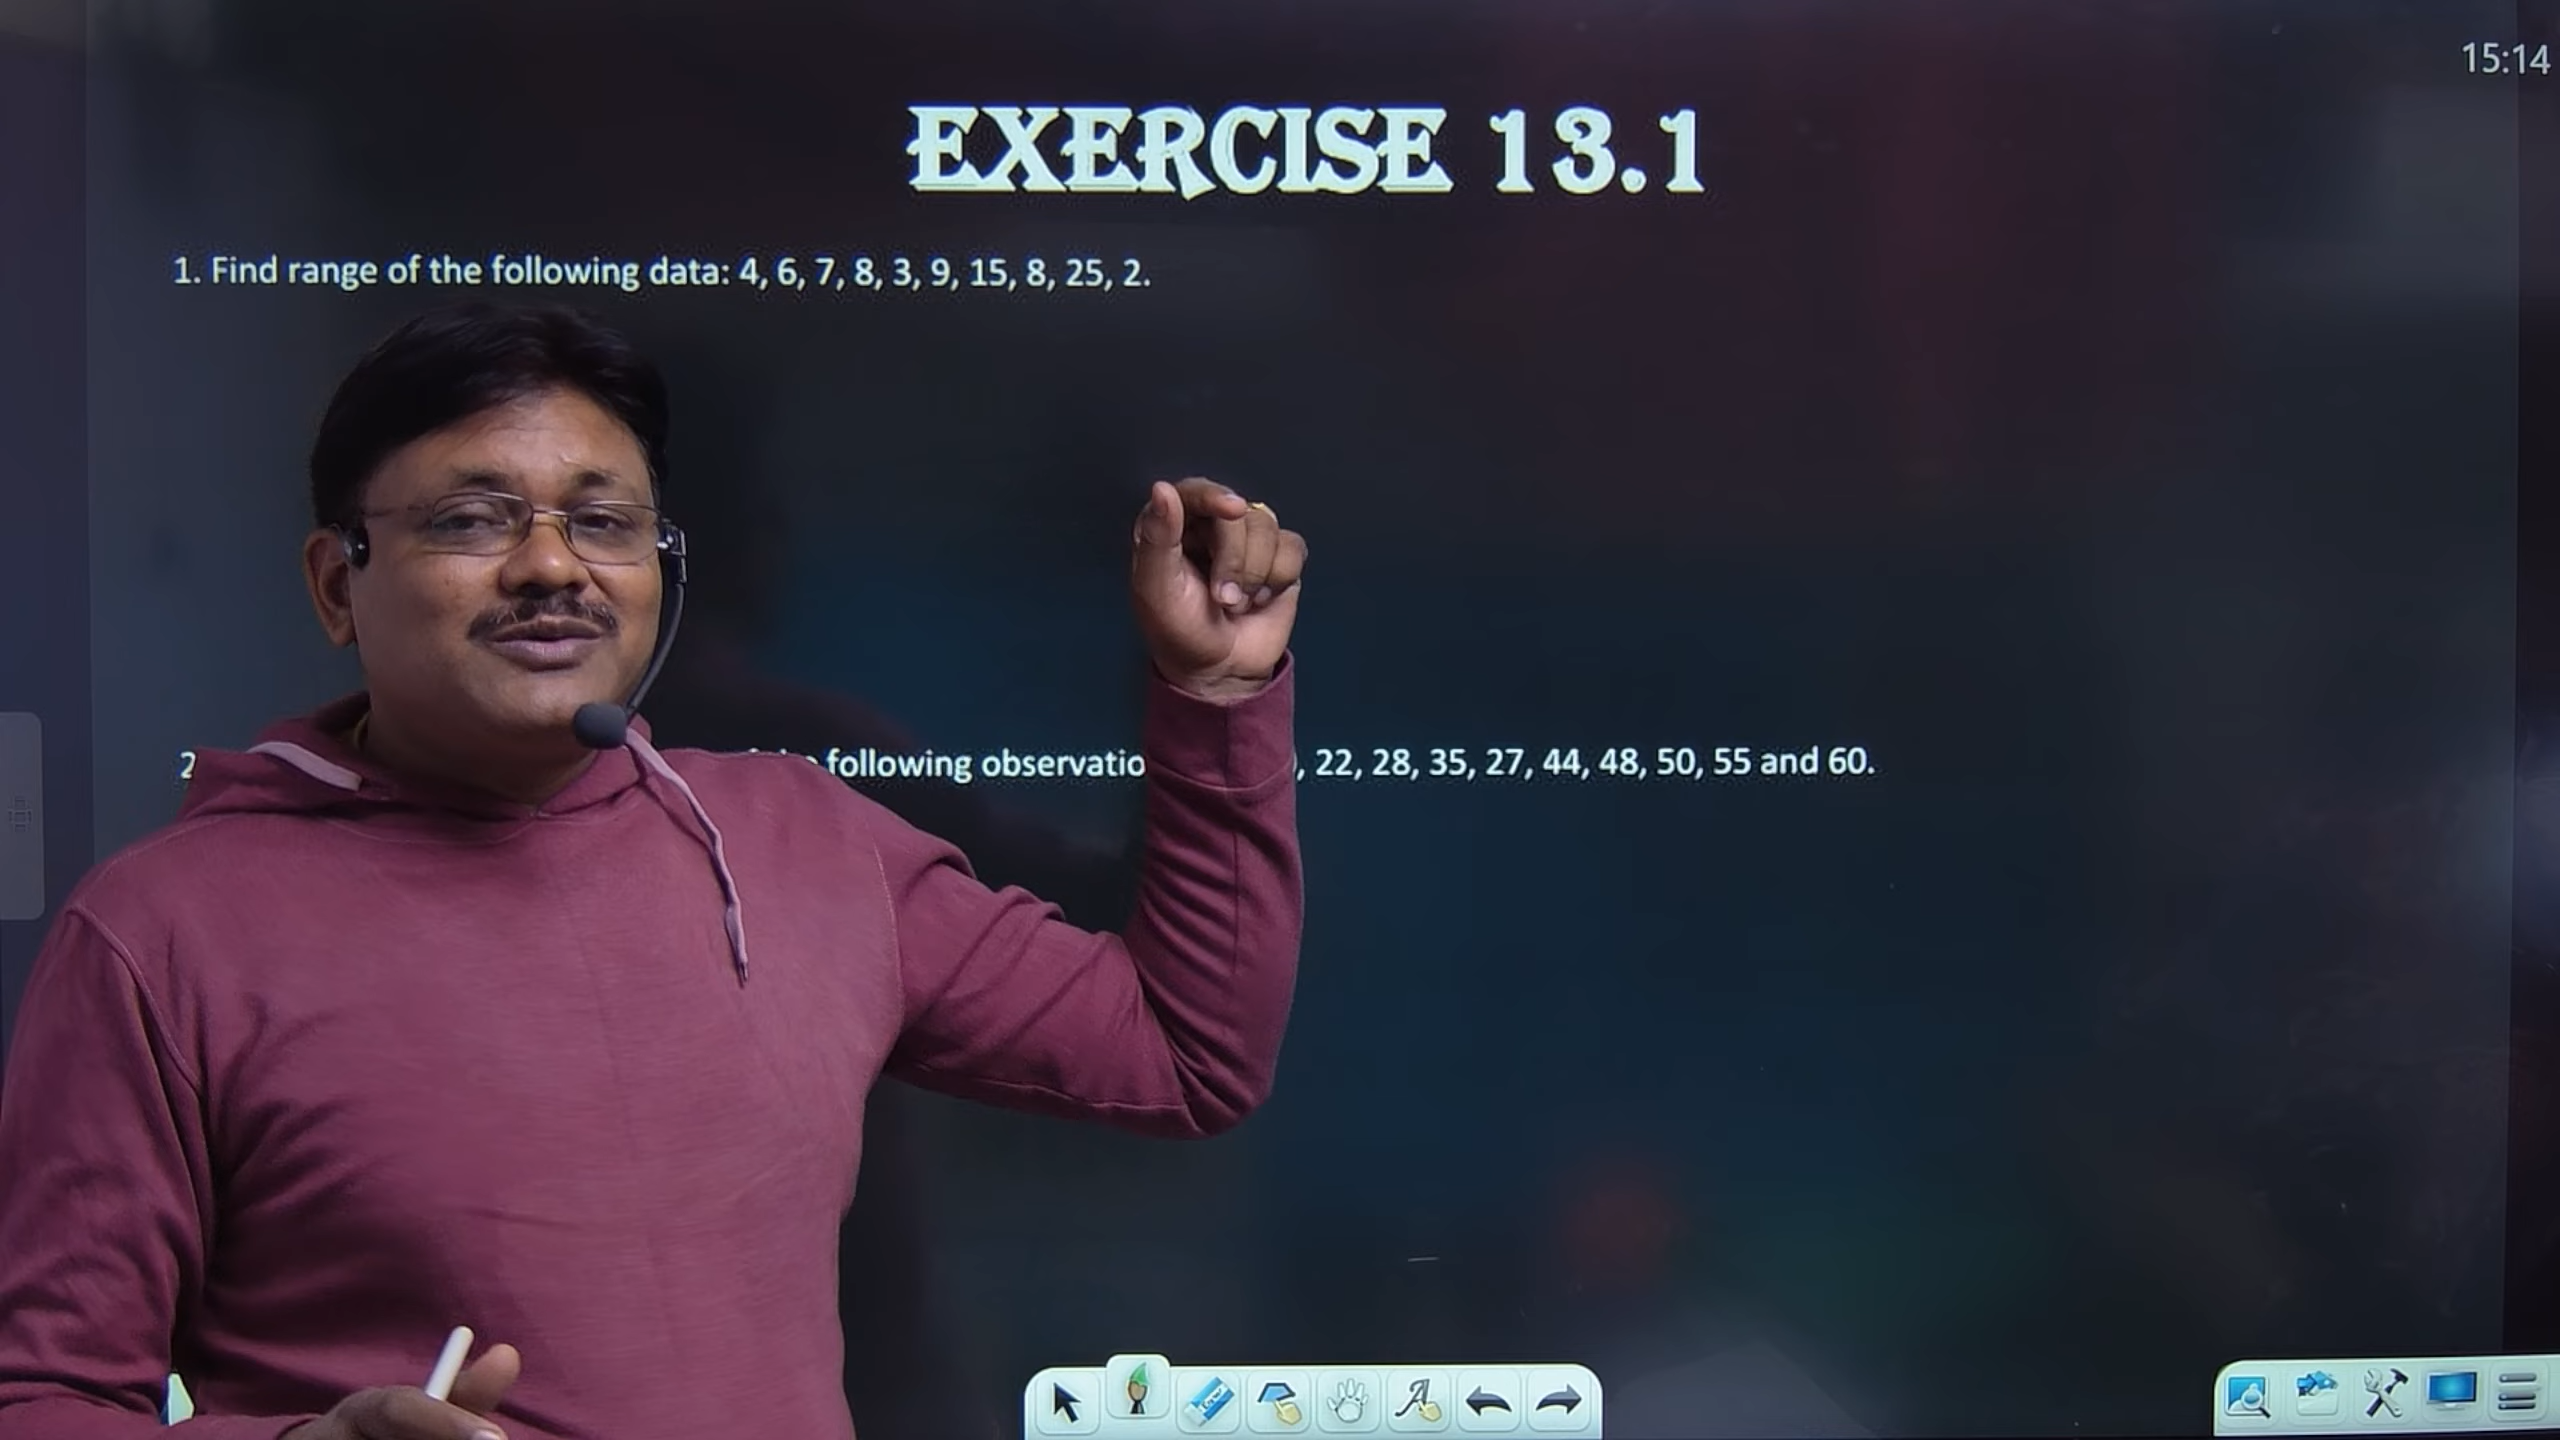 15:14
EXERCISE 13.1
1. Find range of the following data: 4, 6, 7, 8, 3, 9, 15, 8, 25, 2.
2 following observatio , 22, 28, 35, 27, 44, 48, 50, 55 and 60.